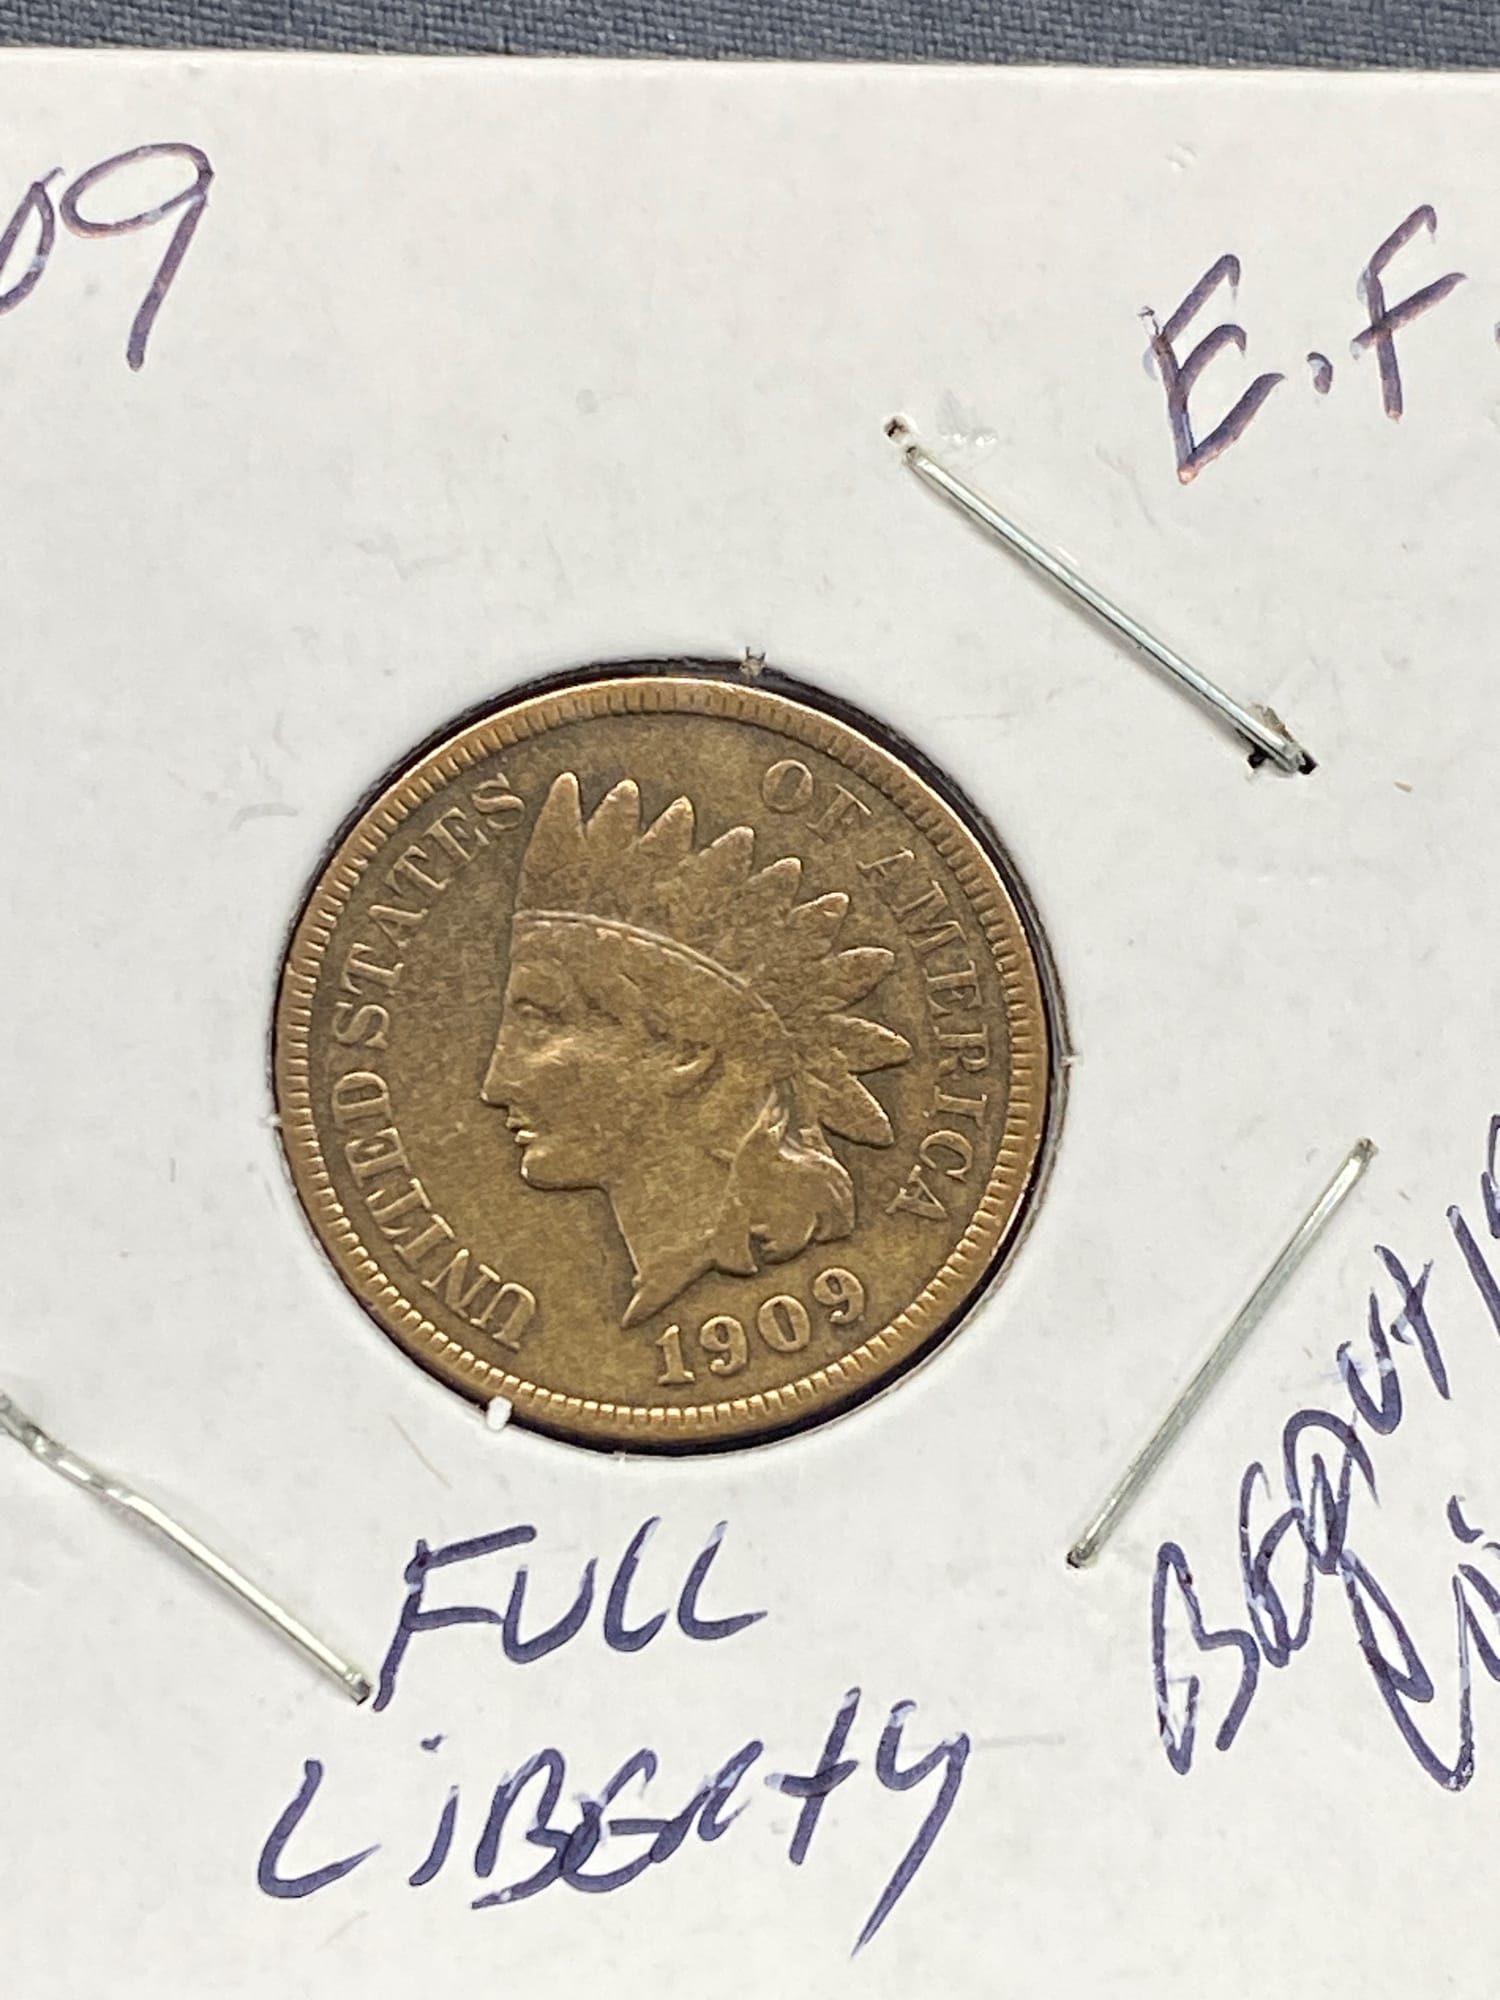 09
E.F.
UNITED STATES OF AMERICA
1909
FULL
LiBERTY